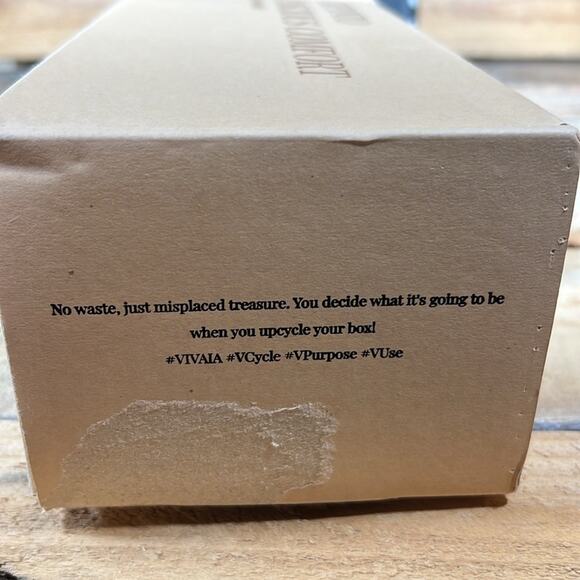 COMFORT
No waste, just misplaced treasure. You decide what it's going to be
when you upcycle your box!
#VIVAIA #VCycle #VPurpose #VUse